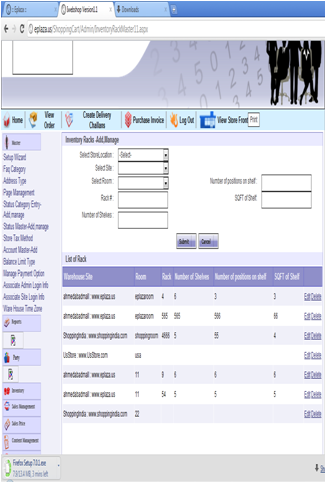 Eplaza :
(webshop Version2.1
Downloads
eplaza.us/ShoppingCart/Admin/InventoryRackMaster11.aspx
Home View Order Create Delivery Challans Purchase Invoice Log Out View Store Front Print
Master
Setup Wizard
Faq Category
Address Type
Page Management
Status Category Entry-Add,manage
Status Master-Add,manage
Store Tax Method
Account Master-Add
Balance Limit Type
Manage Payment Option
Associate Admin Login Info
Associate Site Login Info
Ware House Time Zone
Reports
Party
Inventory
Sales Management
Sales Price
Content Management
Inventory Racks -Add,Manage
Select Store Location : -Select-
Select Site :
Select Room :
Number of positions on shelf :
Rack # :
SQFT of Shelf :
Number of Shelves :
Submit Cancel
List of Rack
Warehouse:Site Room Rack Number of Shelves Number of positions on shelf SQFT of Shelf
ahmedabadmall : www.eplaza.us eplazaroom 4 6 3 3 Edit Delete
ahmedabadmall : www.eplaza.us eplazaroom 565 565 566 66 Edit Delete
ShoppingIndia : www.shoppingindia.com shoppingroom 4666 5 55 4 Edit Delete
UsStore : www.UsStore.com usa Edit Delete
ahmedabadmall : www.eplaza.us 11 9 6 6 6 Edit Delete
ahmedabadmall : www.eplaza.us 11 54 5 5 5 Edit Delete
ShoppingIndia : www.shoppingindia.com 22 Edit Delete
Firefox Setup 7.0.1.exe
7.0/13.4 MB, 3 mins left